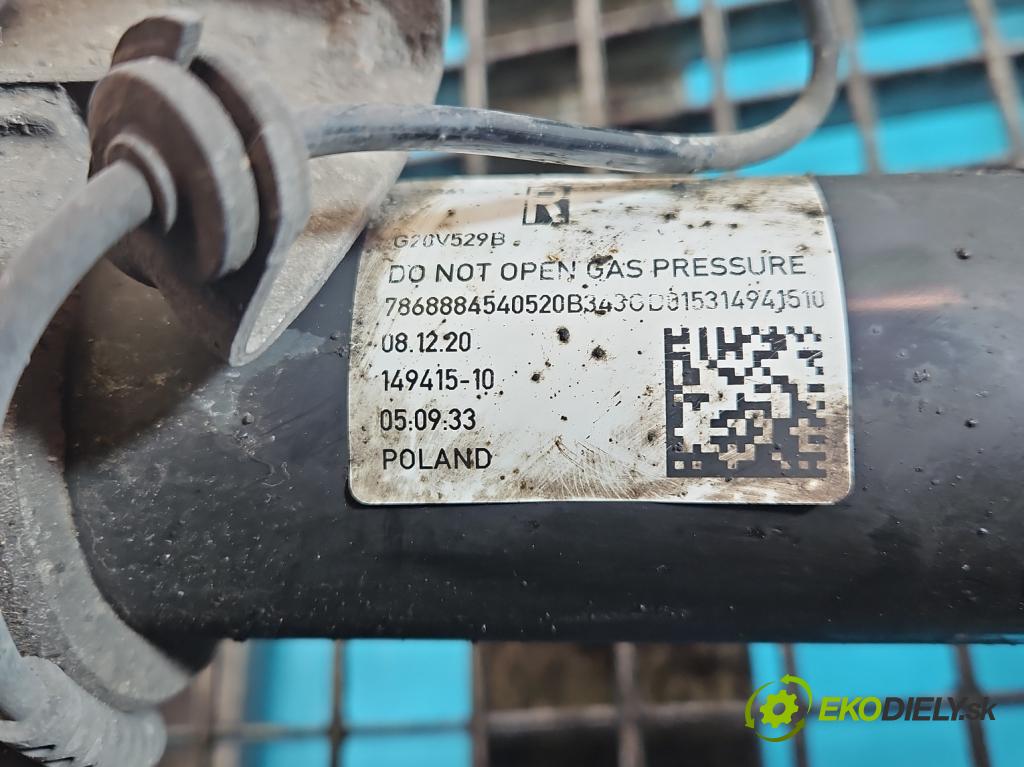 R
G20V529B
DO NOT OPEN GAS PRESSURE
7868884540520B343CD01531494J510
08.12.20
149415-10
05:09:33
POLAND
EKODIELY.sk